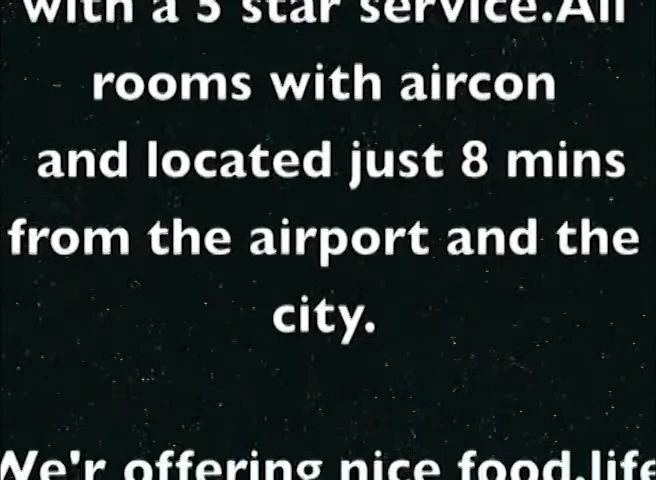 with a 5 star service.All
rooms with aircon
and located just 8 mins
from the airport and the
city.
We'r offering nice food,life